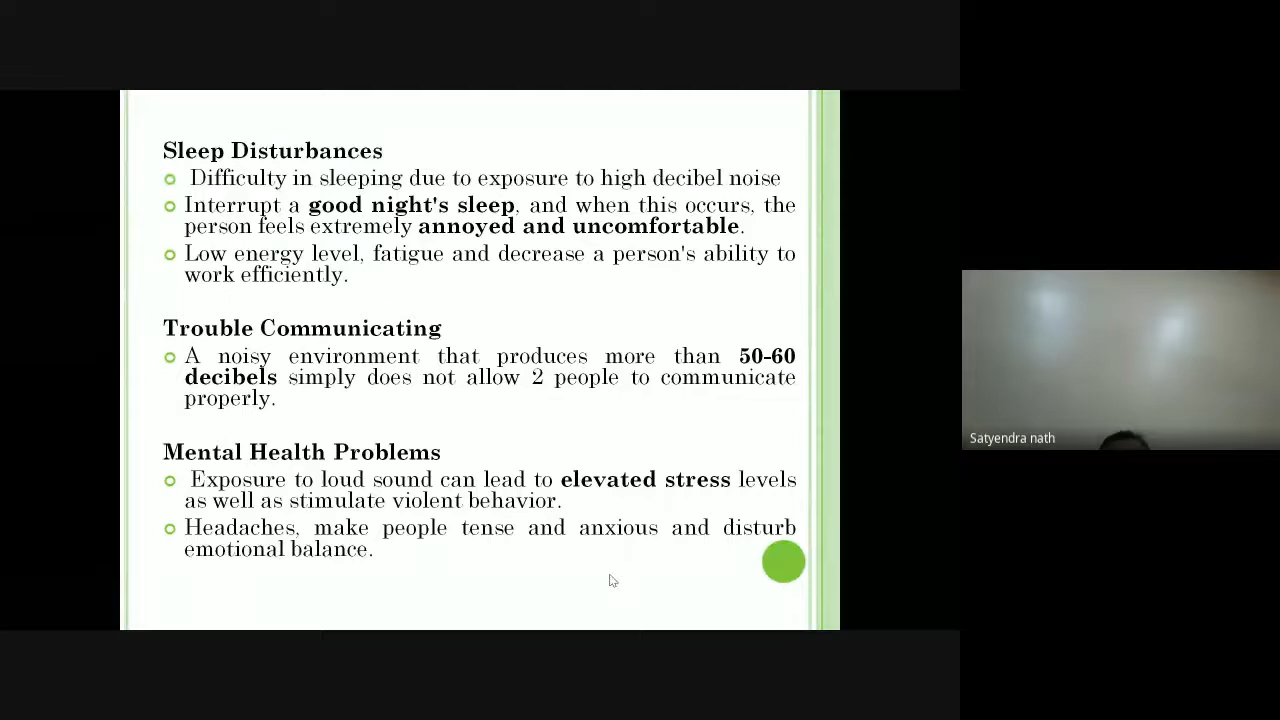 Sleep Disturbances
Difficulty in sleeping due to exposure to high decibel noise
Interrupt a good night's sleep, and when this occurs, the
person feels extremely annoyed and uncomfortable.
Low energy level, fatigue and decrease a person's ability to
work efficiently.
Trouble Communicating
A noisy environment that produces more than 50-60
decibels simply does not allow 2 people to communicate
properly.
Mental Health Problems
Exposure to loud sound can lead to elevated stress levels
as well as stimulate violent behavior.
Headaches, make people tense and anxious and disturb
emotional balance.
Satyendra nath